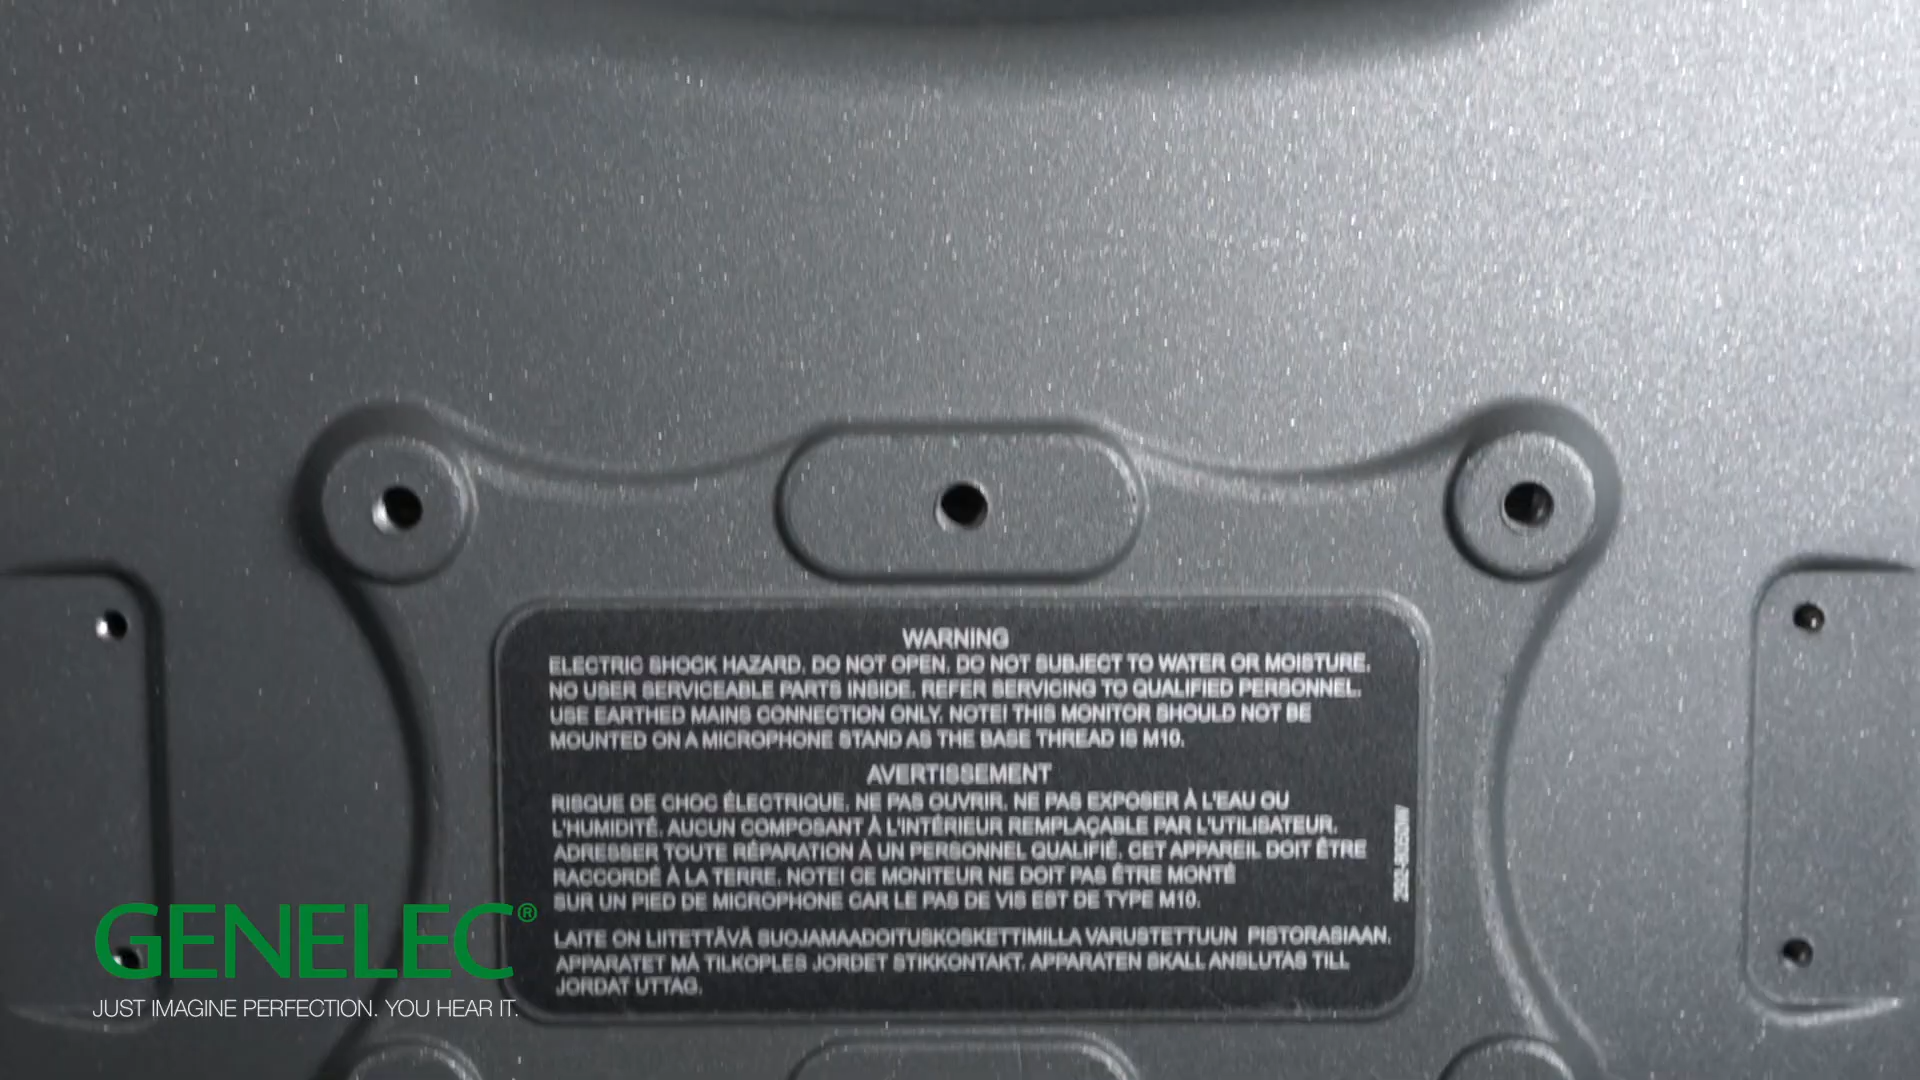 WARNING
ELECTRIC SHOCK HAZARD. DO NOT OPEN. DO NOT SUBJECT TO WATER OR MOISTURE.
NO USER SERVICEABLE PARTS INSIDE. REFER SERVICING TO QUALIFIED PERSONNEL.
USE EARTHED MAINS CONNECTION ONLY. NOTE! THIS MONITOR SHOULD NOT BE
MOUNTED ON A MICROPHONE STAND AS THE BASE THREAD IS M10.
AVERTISSEMENT
RISQUE DE CHOC ÉLECTRIQUE. NE PAS OUVRIR. NE PAS EXPOSER À L'EAU OU
L'HUMIDITÉ. AUCUN COMPOSANT À L'INTÉRIEUR REMPLAÇABLE PAR L'UTILISATEUR.
ADRESSER TOUTE RÉPARATION À UN PERSONNEL QUALIFIÉ. CET APPAREIL DOIT ÊTRE
RACCORDÉ À LA TERRE. NOTE! CE MONITEUR NE DOIT PAS ÊTRE MONTÉ
SUR UN PIED DE MICROPHONE CAR LE PAS DE VIS EST DE TYPE M10.
LAITE ON LIITETTÄVÄ SUOJAMAADOITUSKOSKETTIMILLA VARUSTETTUUN PISTORASIAAN.
APPARATET MÅ TILKOPLES JORDET STIKKONTAKT. APPARATEN SKALL ANSLUTAS TILL
JORDAT UTTAG.
GENELEC®
JUST IMAGINE PERFECTION. YOU HEAR IT.